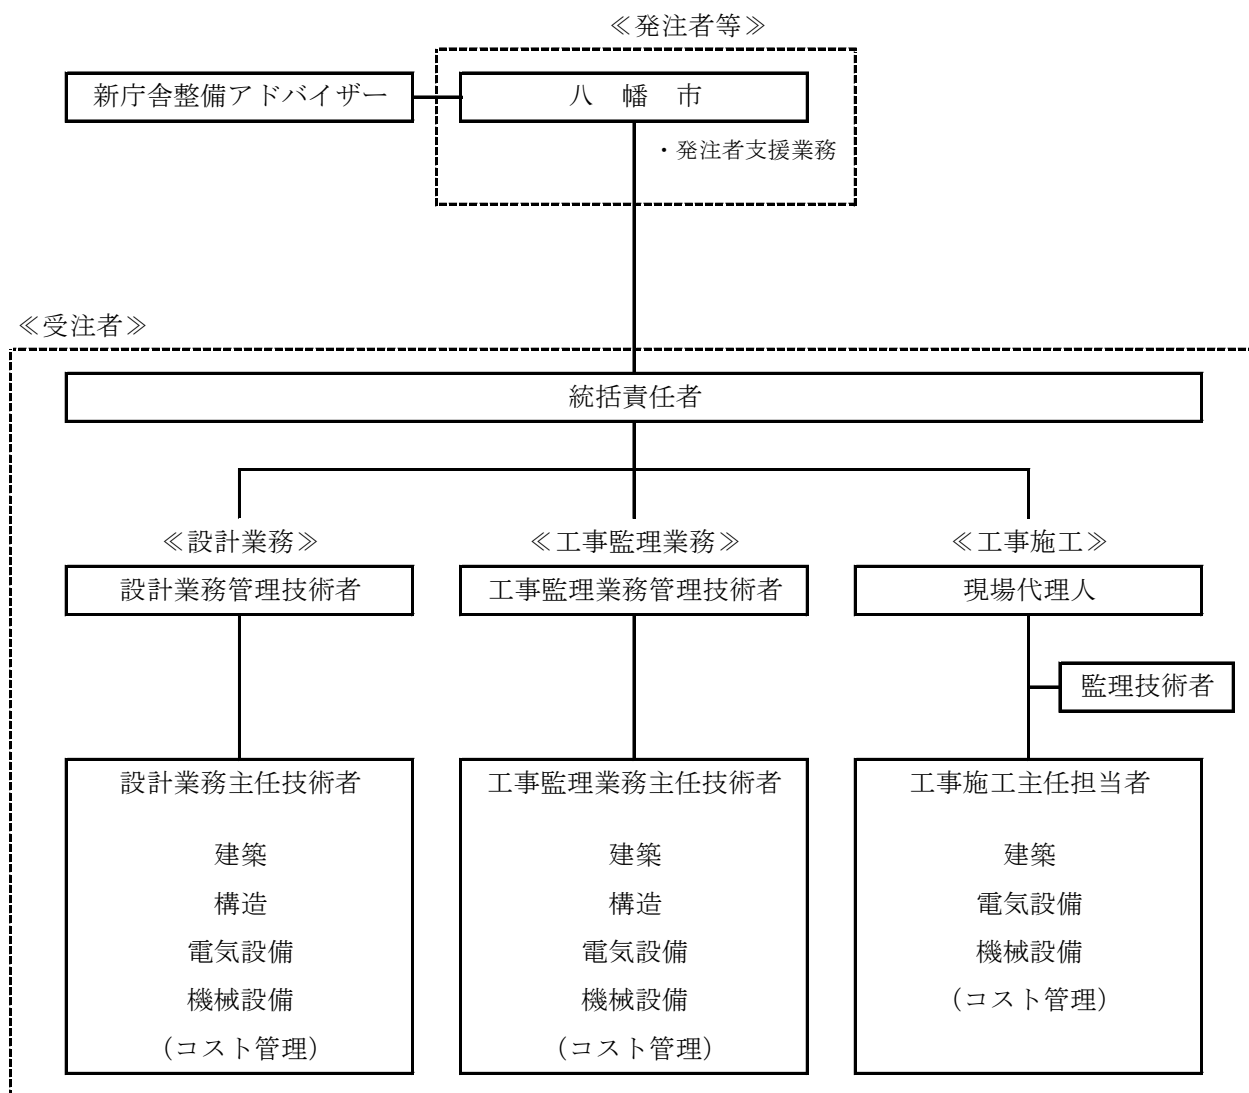 ≪発注者等≫
新庁舎整備アドバイザー
八 幡 市
・発注者支援業務
≪受注者≫
統括責任者
≪設計業務≫
設計業務管理技術者
設計業務主任技術者
建築
構造
電気設備
機械設備
（コスト管理）
≪工事監理業務≫
工事監理業務管理技術者
工事監理業務主任技術者
建築
構造
電気設備
機械設備
（コスト管理）
≪工事施工≫
現場代理人
監理技術者
工事施工主任担当者
建築
電気設備
機械設備
（コスト管理）